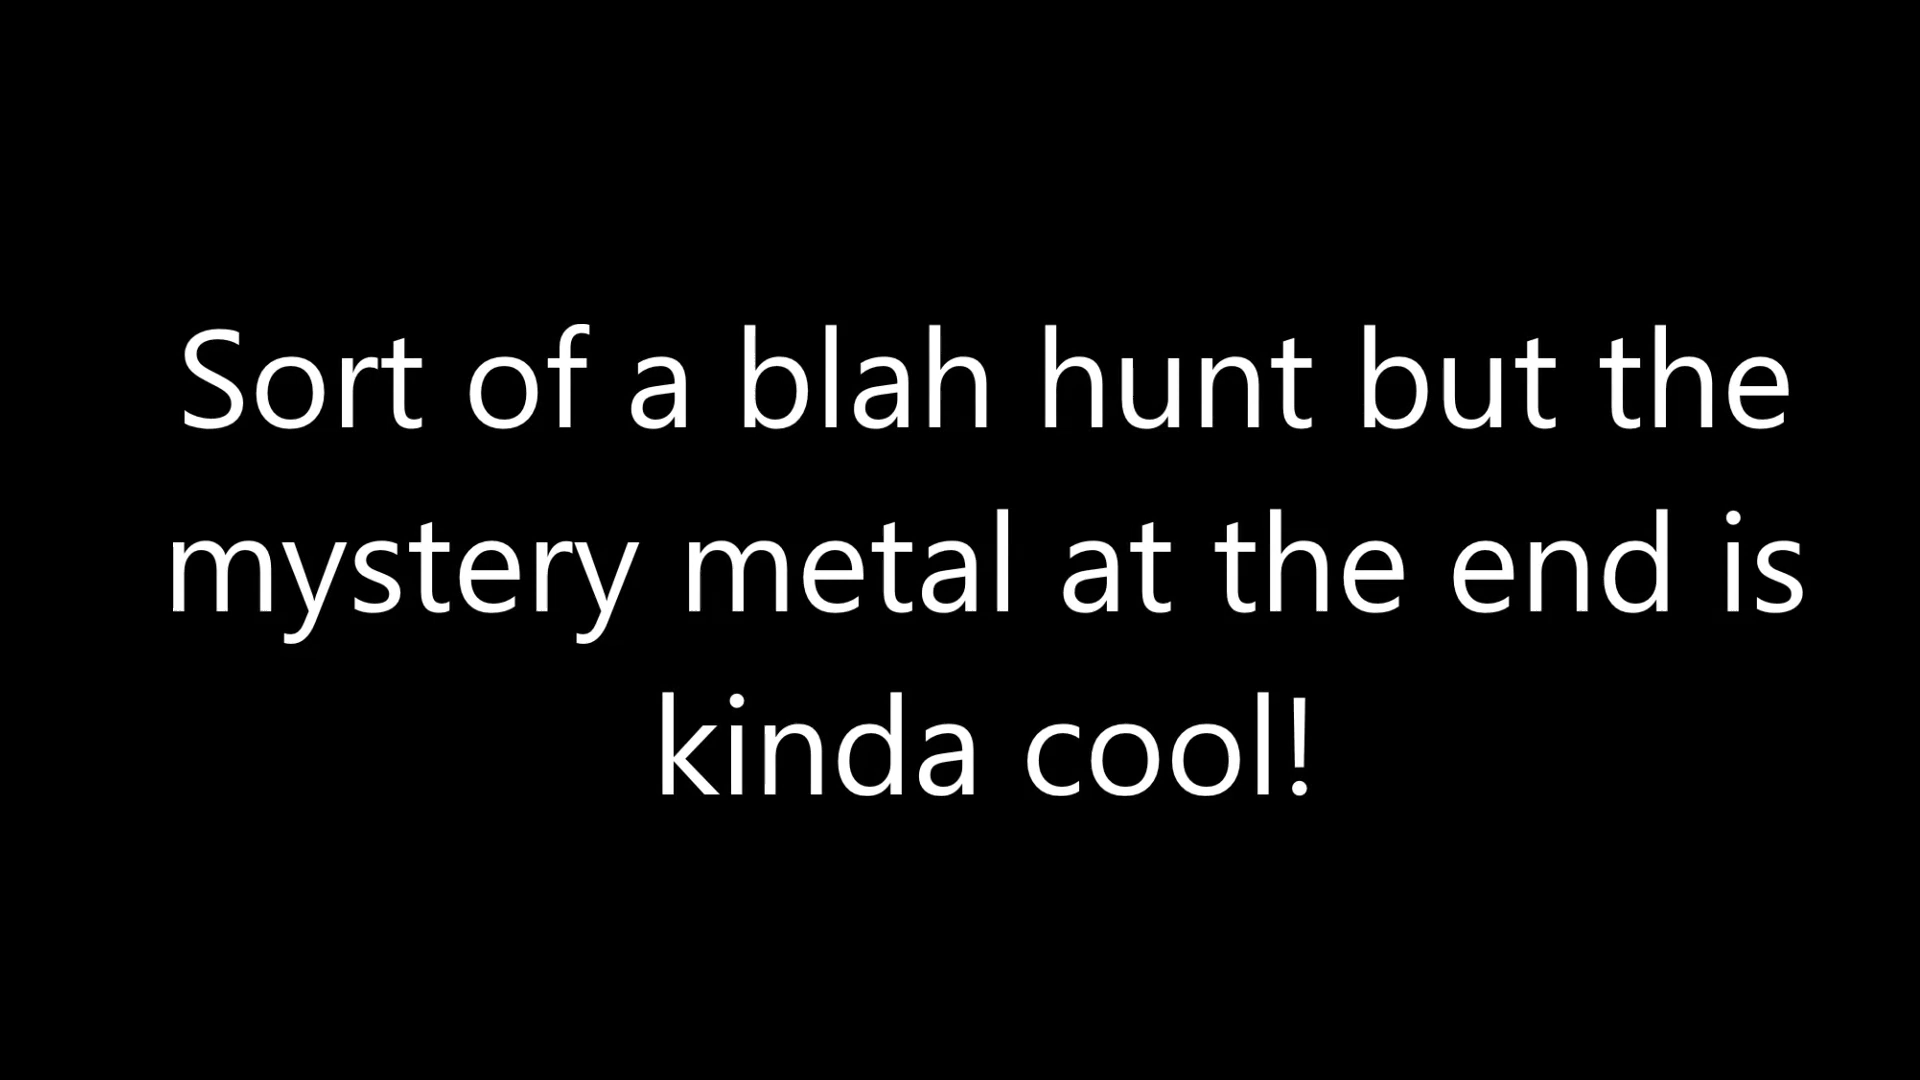 Sort of a blah hunt but the
mystery metal at the end is
kinda cool!